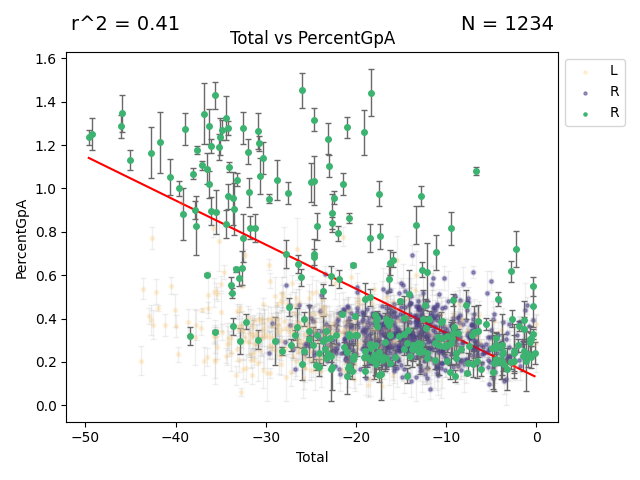 r^2 = 0.41
N = 1234
Total vs PercentGpA
L
R
R
PercentGpA
1.6
1.4
1.2
1.0
0.8
0.6
0.4
0.2
0.0
−50
−40
−30
−20
−10
0
Total